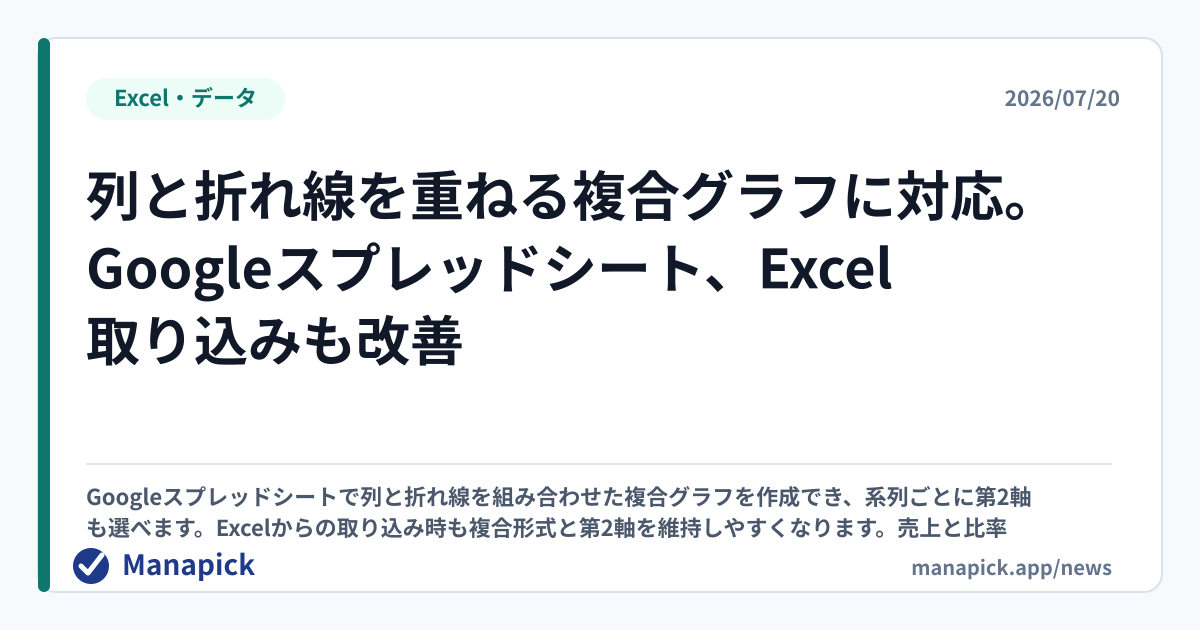 Excel・データ
2026/07/20
列と折れ線を重ねる複合グラフに対応。
Googleスプレッドシート、Excel
取り込みも改善
Googleスプレッドシートで列と折れ線を組み合わせた複合グラフを作成でき、系列ごとに第2軸
も選べます。Excelからの取り込み時も複合形式と第2軸を維持しやすくなります。売上と比率
Manapick
manapick.app/news